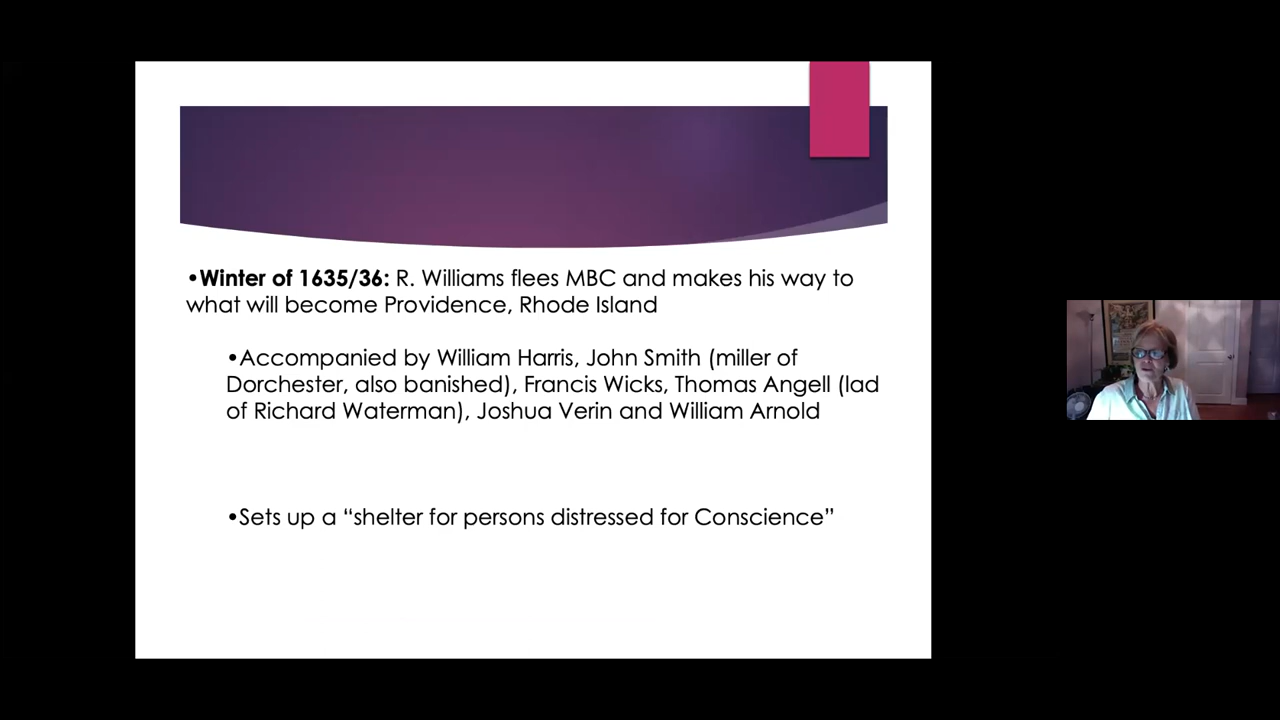 •Winter of 1635/36: R. Williams flees MBC and makes his way to
what will become Providence, Rhode Island
•Accompanied by William Harris, John Smith (miller of
Dorchester, also banished), Francis Wicks, Thomas Angell (lad
of Richard Waterman), Joshua Verin and William Arnold
•Sets up a “shelter for persons distressed for Conscience”